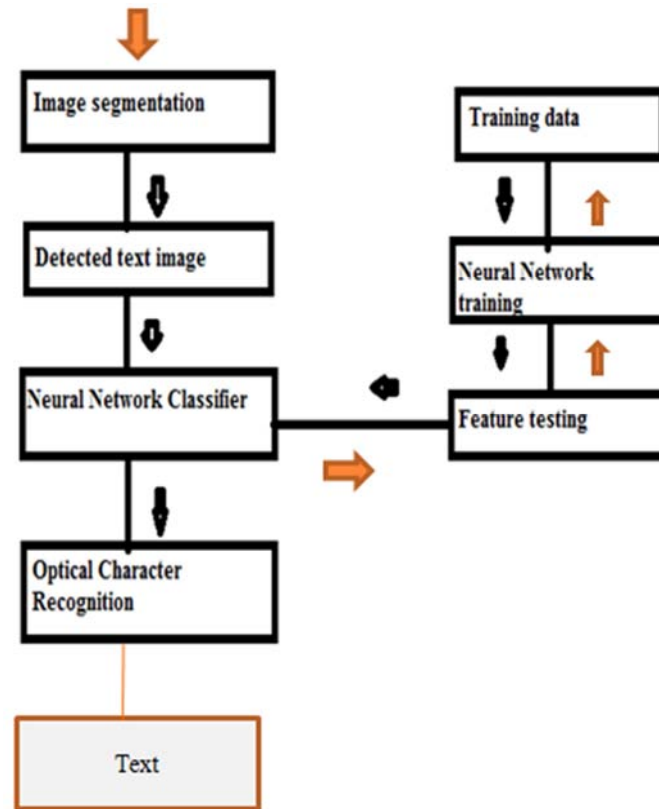 Image segmentation
Training data
Detected text image
Neural Network
training
Neural Network Classifier
Feature testing
Optical Character
Recognition
Text